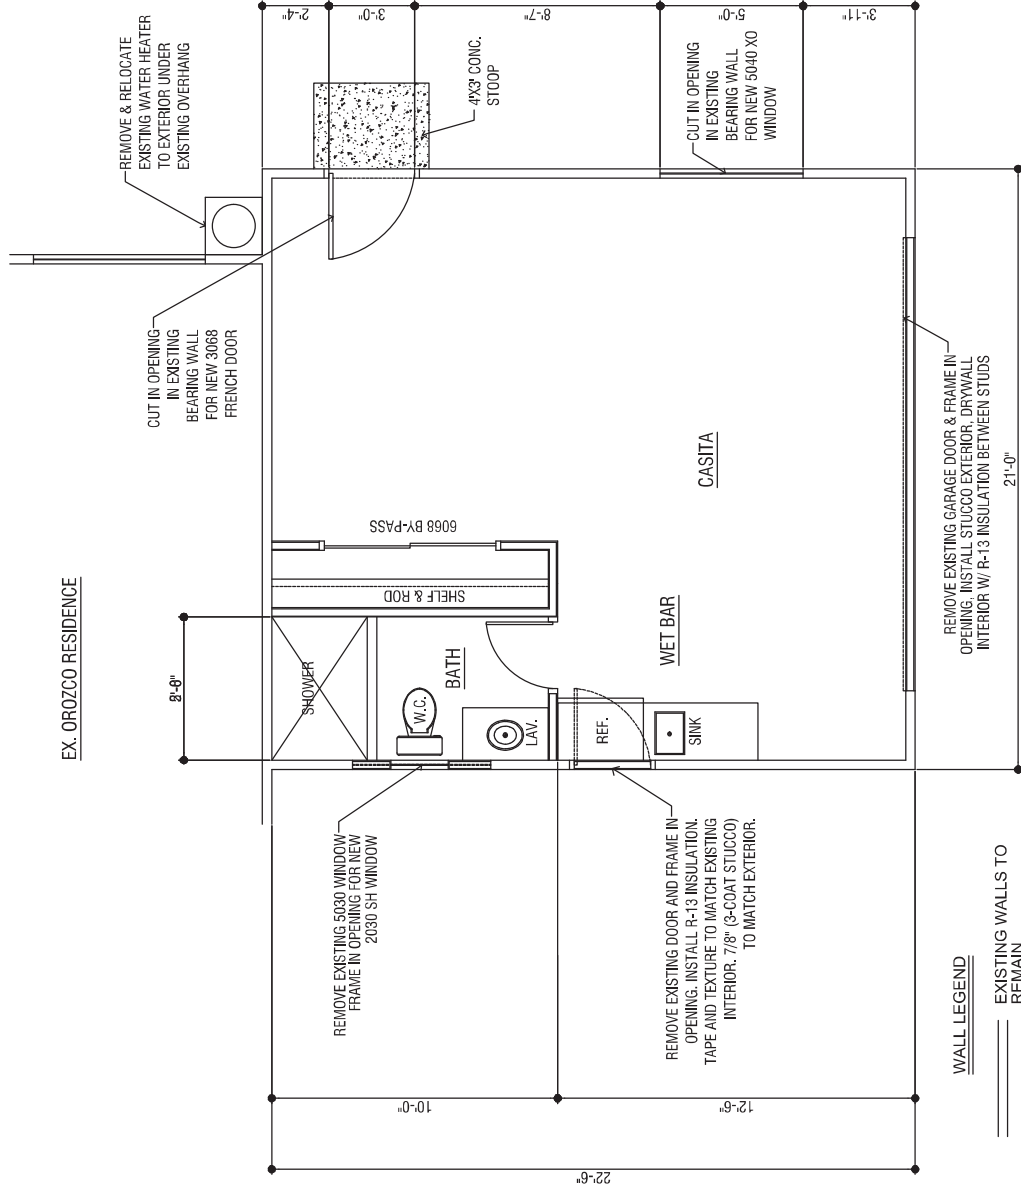 REMOVE & RELOCATE
EXISTING WATER HEATER
TO EXTERIOR UNDER
EXISTING OVERHANG
2'-4"
3'-0"
8'-7"
5'-0"
3'-11"
4'X3' CONC.
STOOP
CUT IN OPENING
IN EXISTING
BEARING WALL
FOR NEW 5040 XO
WINDOW
CUT IN OPENING
IN EXISTING
BEARING WALL
FOR NEW 3068
FRENCH DOOR
EX. OROZCO RESIDENCE
6068 BY-PASS
SHELF & ROD
CASITA
SHOWER
BATH
W.C.
LAV.
WET BAR
REF.
SINK
REMOVE EXISTING GARAGE DOOR & FRAME IN
OPENING, INSTALL STUCCO EXTERIOR, DRYWALL
INTERIOR W/ R-13 INSULATION BETWEEN STUDS
21'-0"
REMOVE EXISTING 5030 WINDOW
FRAME IN OPENING FOR NEW
2030 SH WINDOW
REMOVE EXISTING DOOR AND FRAME IN
OPENING. INSTALL R-13 INSULATION.
TAPE AND TEXTURE TO MATCH EXISTING
INTERIOR. 7/8" (3-COAT STUCCO)
TO MATCH EXTERIOR.
10'-0"
12'-6"
22'-6"
WALL LEGEND
EXISTING WALLS TO
REMAIN